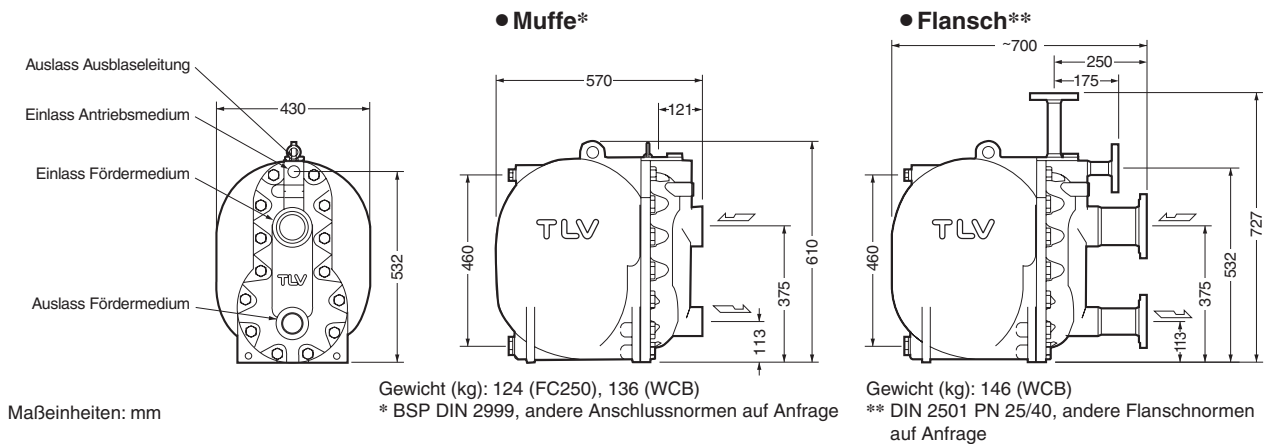 ● Muffe*
● Flansch**
Auslass Ausblaseleitung
Einlass Antriebsmedium
Einlass Fördermedium
Auslass Fördermedium
430
532
TLV
570
121
460
TLV
610
375
113
~700
250
175
460
TLV
727
532
375
113
Maßeinheiten: mm
Gewicht (kg): 124 (FC250), 136 (WCB)
* BSP DIN 2999, andere Anschlussnormen auf Anfrage
Gewicht (kg): 146 (WCB)
** DIN 2501 PN 25/40, andere Flanschnormen
auf Anfrage